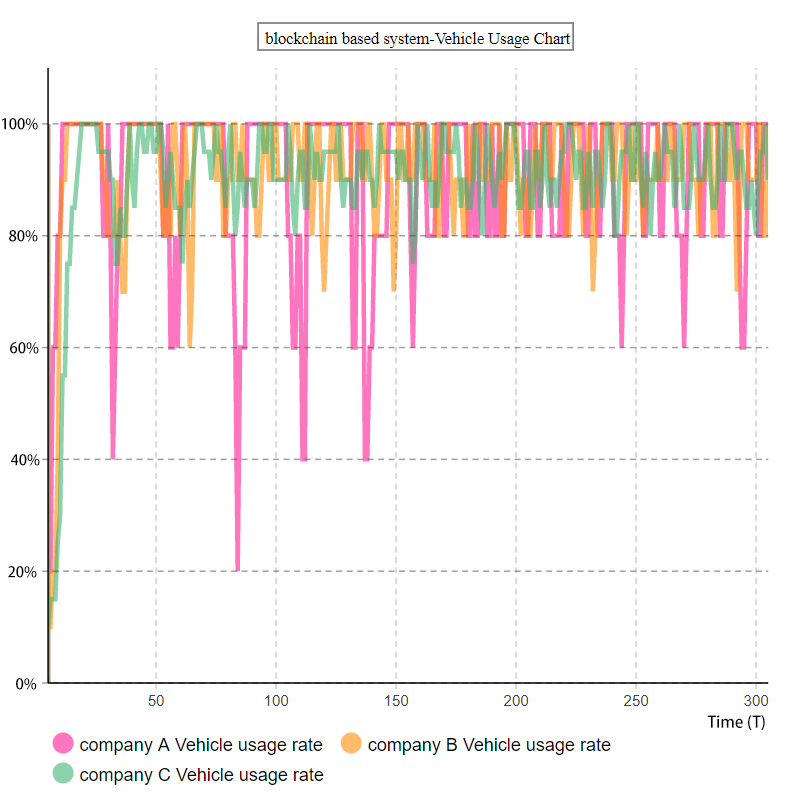 blockchain based system-Vehicle Usage Chart
100%
80%
60%
40%
20%
0%
50 100 150 200 250 300
Time (T)
company A Vehicle usage rate company B Vehicle usage rate
company C Vehicle usage rate